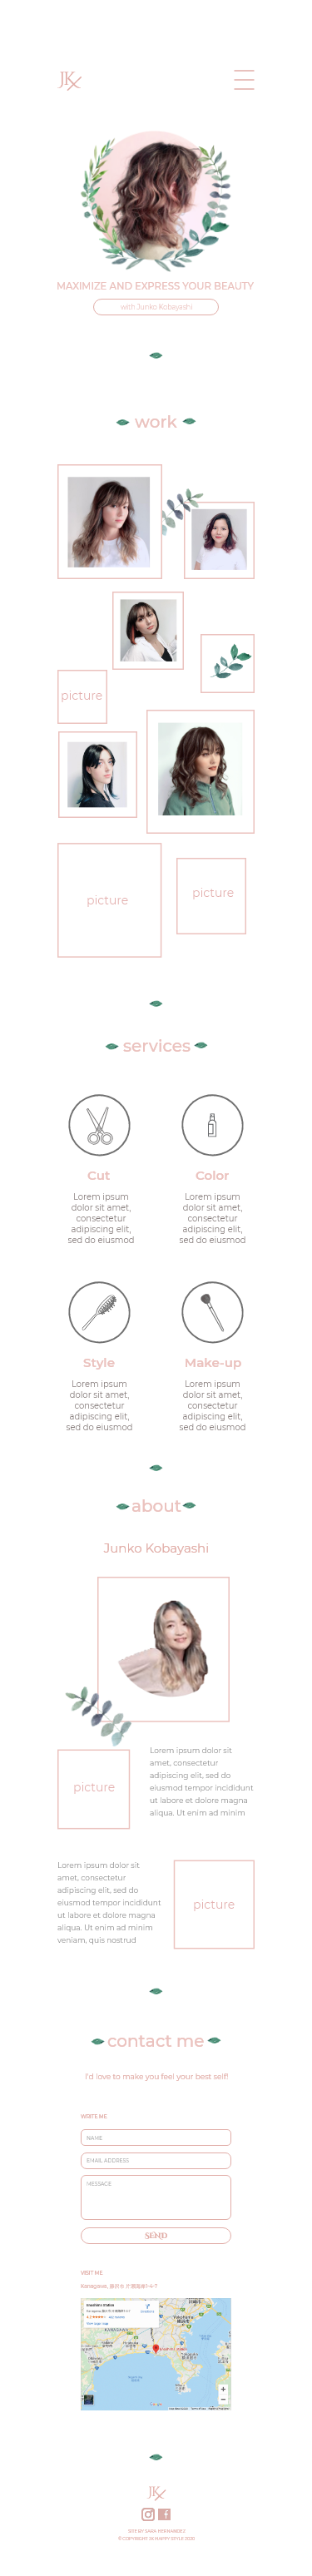 JK
MAXIMIZE AND EXPRESS YOUR BEAUTY
with Junko Kobayashi
work
picture
picture
picture
services
Cut
Color
Lorem ipsum
dolor sit amet,
consectetur
adipiscing elit,
sed do eiusmod
Lorem ipsum
dolor sit amet,
consectetur
adipiscing elit,
sed do eiusmod
Style
Make-up
Lorem ipsum
dolor sit amet,
consectetur
adipiscing elit,
sed do eiusmod
Lorem ipsum
dolor sit amet,
consectetur
adipiscing elit,
sed do eiusmod
about
Junko Kobayashi
picture
Lorem ipsum dolor sit
amet, consectetur
adipiscing elit, sed do
eiusmod tempor incididunt
ut labore et dolore magna
aliqua. Ut enim ad minim
Lorem ipsum dolor sit
amet, consectetur
adipiscing elit, sed do
eiusmod tempor incididunt
ut labore et dolore magna
aliqua. Ut enim ad minim
veniam, quis nostrud
picture
contact me
I'd love to make you feel your best self!
WRITE ME
NAME
EMAIL ADDRESS
MESSAGE
SEND
VISIT ME
JK